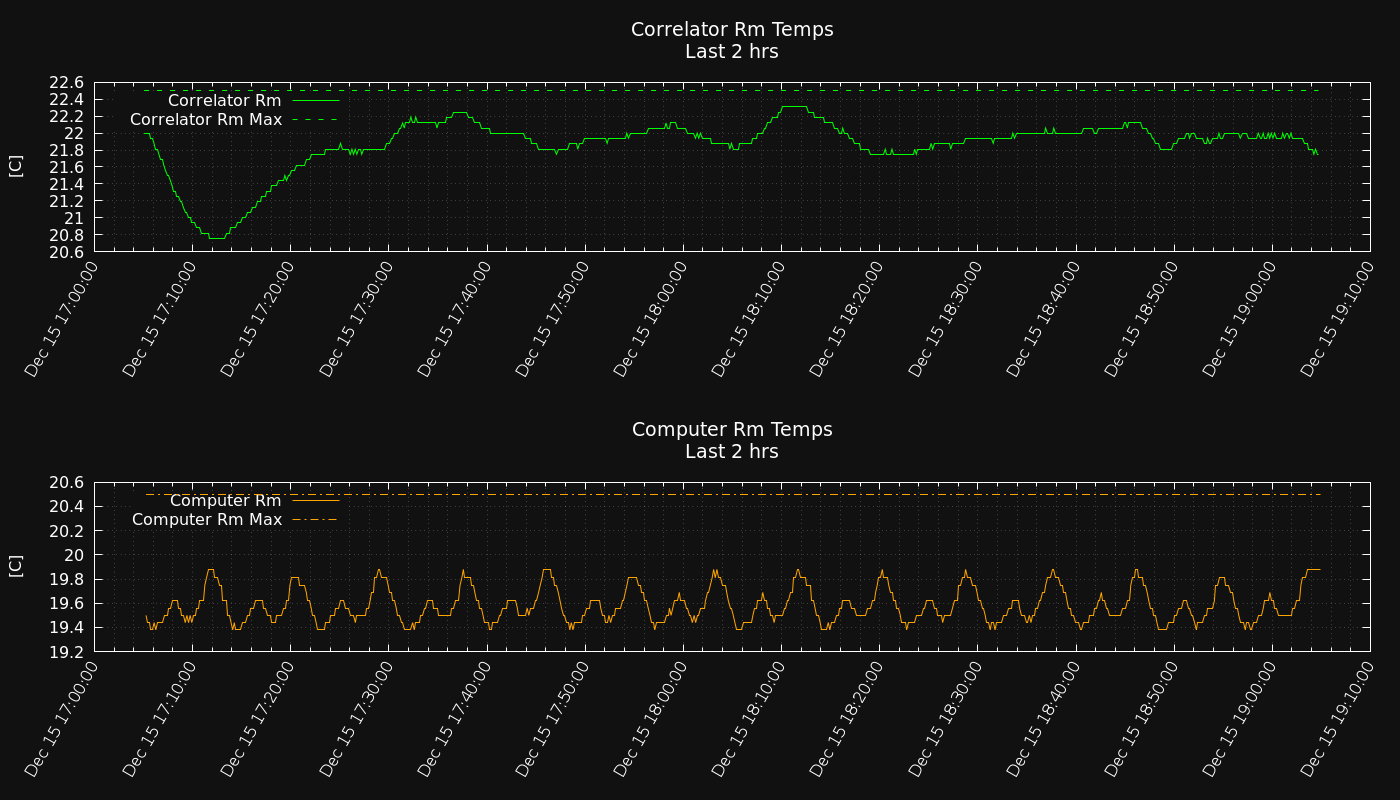 Correlator Rm Temps
Last 2 hrs
22.6
22.4
22.2
22
21.8
21.6
21.4
21.2
21
20.8
20.6
[C]
Correlator Rm
Correlator Rm Max
Dec 15 17:00:00
Dec 15 17:10:00
Dec 15 17:20:00
Dec 15 17:30:00
Dec 15 17:40:00
Dec 15 17:50:00
Dec 15 18:00:00
Dec 15 18:10:00
Dec 15 18:20:00
Dec 15 18:30:00
Dec 15 18:40:00
Dec 15 18:50:00
Dec 15 19:00:00
Dec 15 19:10:00
Computer Rm Temps
Last 2 hrs
20.6
20.4
20.2
20
19.8
19.6
19.4
19.2
[C]
Computer Rm
Computer Rm Max
Dec 15 17:00:00
Dec 15 17:10:00
Dec 15 17:20:00
Dec 15 17:30:00
Dec 15 17:40:00
Dec 15 17:50:00
Dec 15 18:00:00
Dec 15 18:10:00
Dec 15 18:20:00
Dec 15 18:30:00
Dec 15 18:40:00
Dec 15 18:50:00
Dec 15 19:00:00
Dec 15 19:10:00